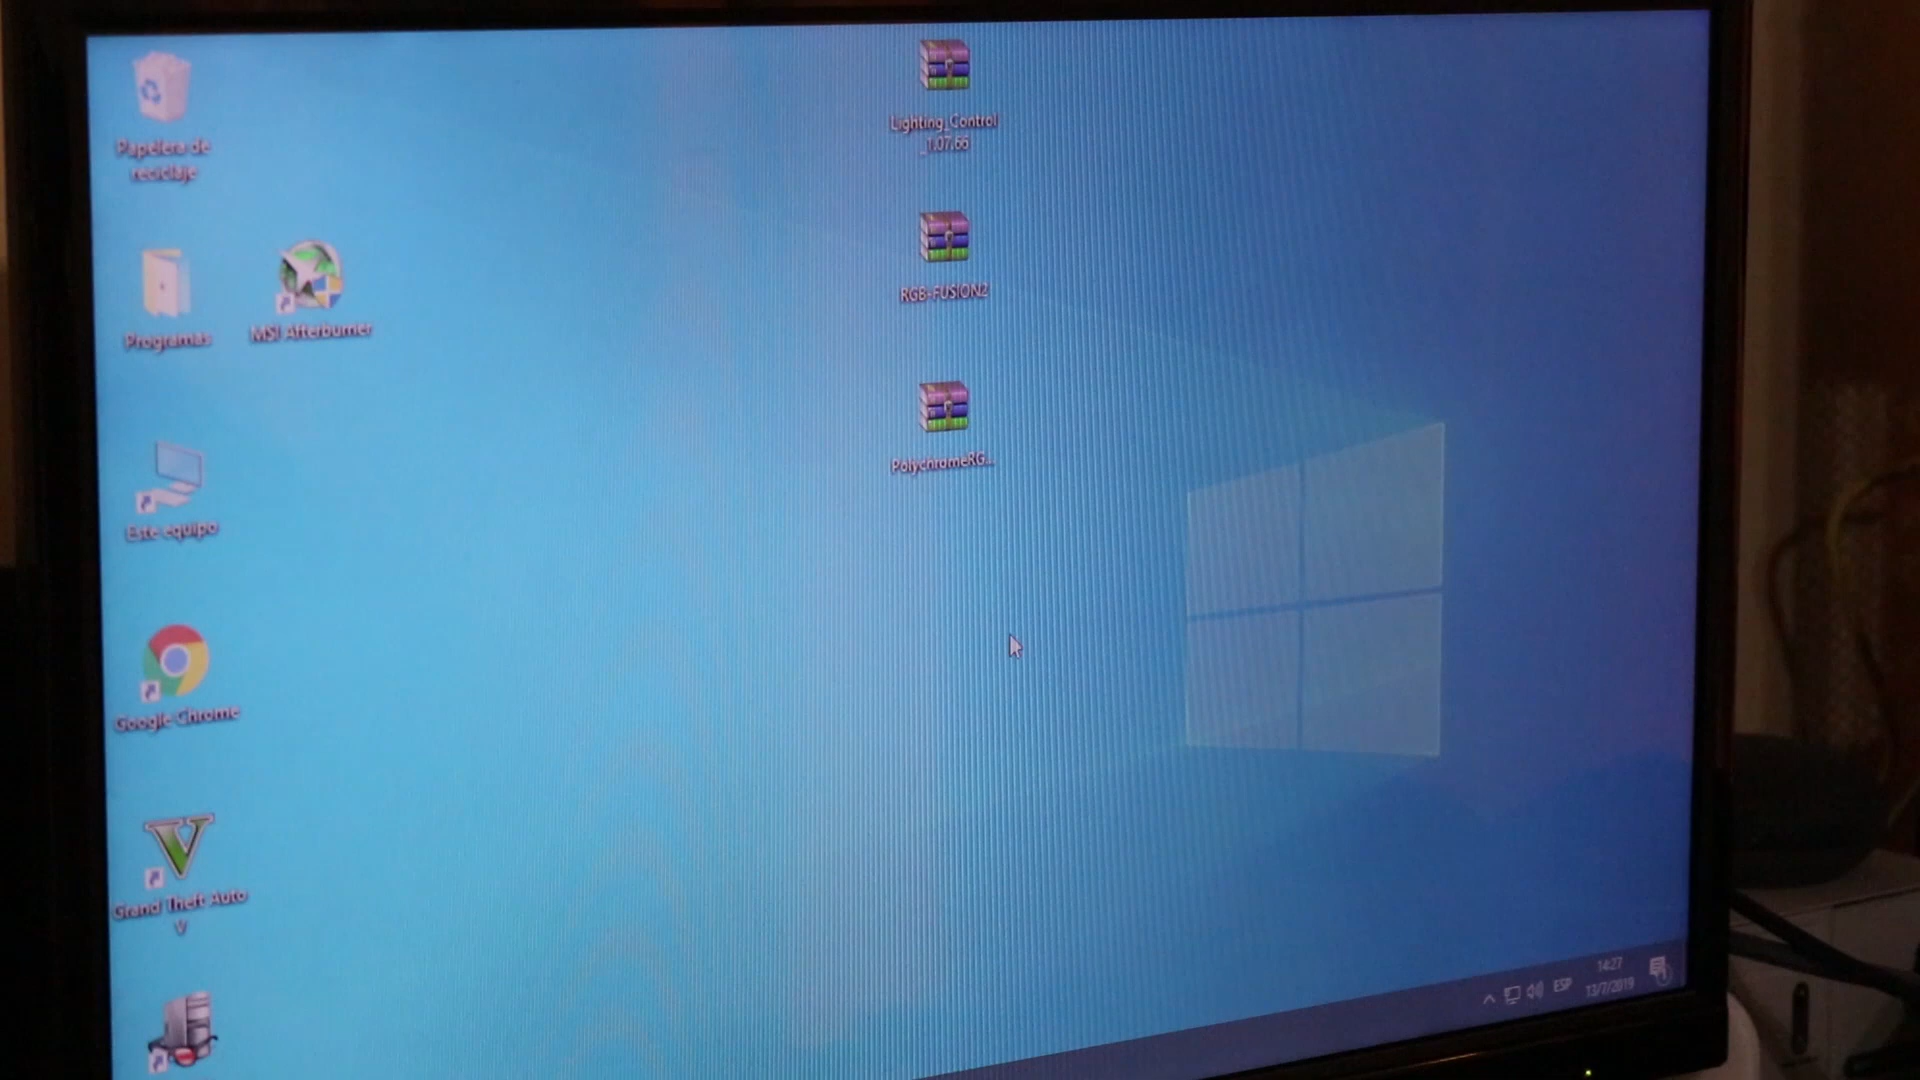 Papelera de
reciclaje
Programas
MSI Afterburner
Este equipo
Google Chrome
Grand Theft Auto
V
Lighting_Control
_1.07.66
RGB-FUSION2
PolychromeRG...
ESP
14:27
13/7/2019